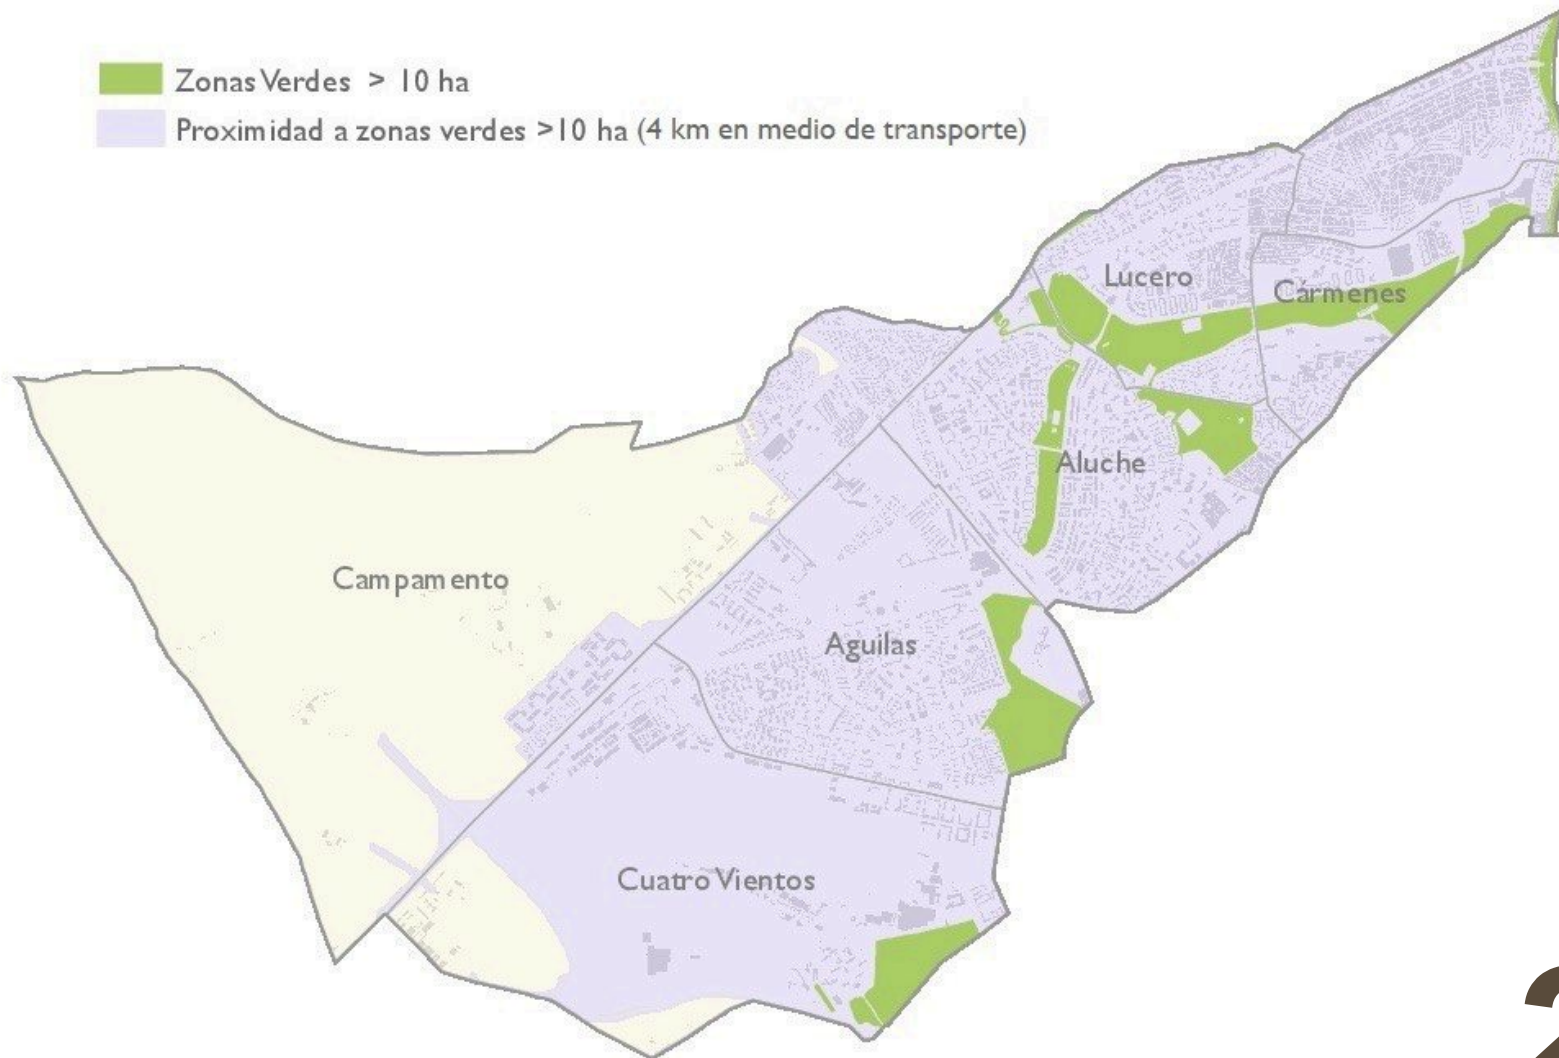 Zonas Verdes > 10 ha
Proximidad a zonas verdes >10 ha (4 km en medio de transporte)
Lucero
Cármenes
Aluche
Campamento
Aguilas
Cuatro Vientos